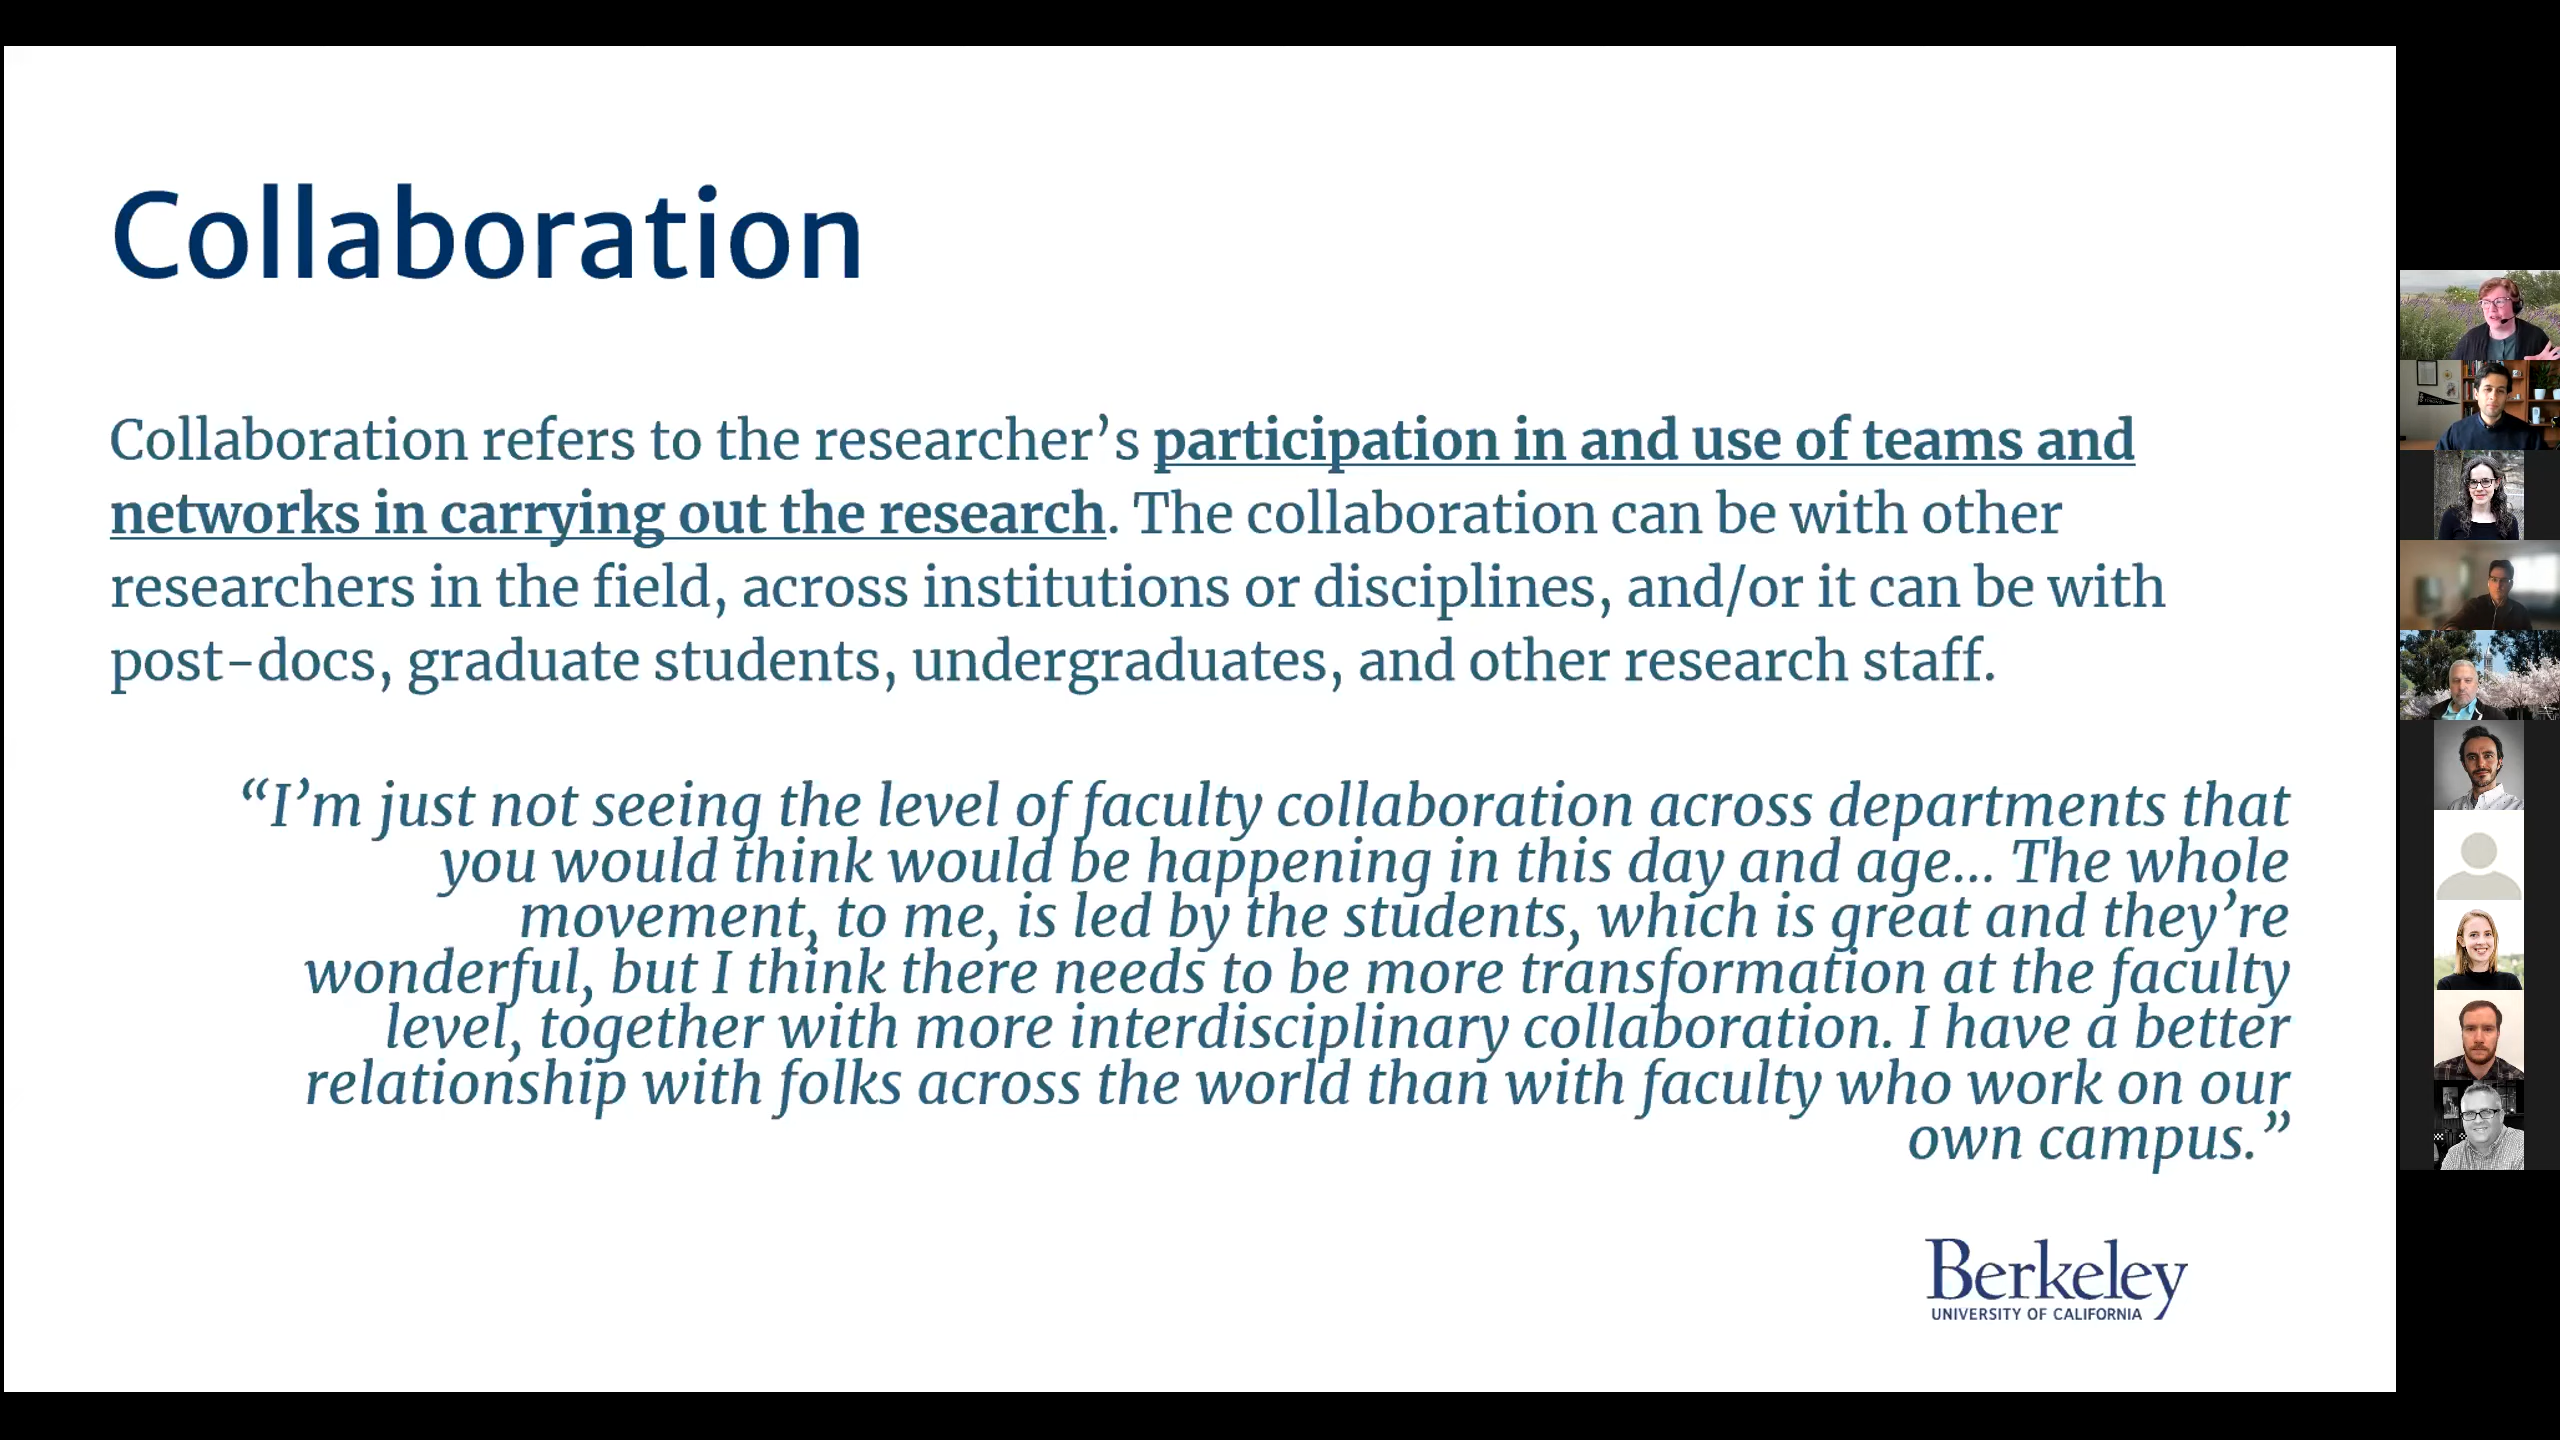 Collaboration
Collaboration refers to the researcher’s participation in and use of teams and
networks in carrying out the research. The collaboration can be with other
researchers in the field, across institutions or disciplines, and/or it can be with
post-docs, graduate students, undergraduates, and other research staff.
“I’m just not seeing the level of faculty collaboration across departments that
you would think would be happening in this day and age... The whole
movement, to me, is led by the students, which is great and they’re
wonderful, but I think there needs to be more transformation at the faculty
level, together with more interdisciplinary collaboration. I have a better
relationship with folks across the world than with faculty who work on our
own campus.”
Berkeley
UNIVERSITY OF CALIFORNIA